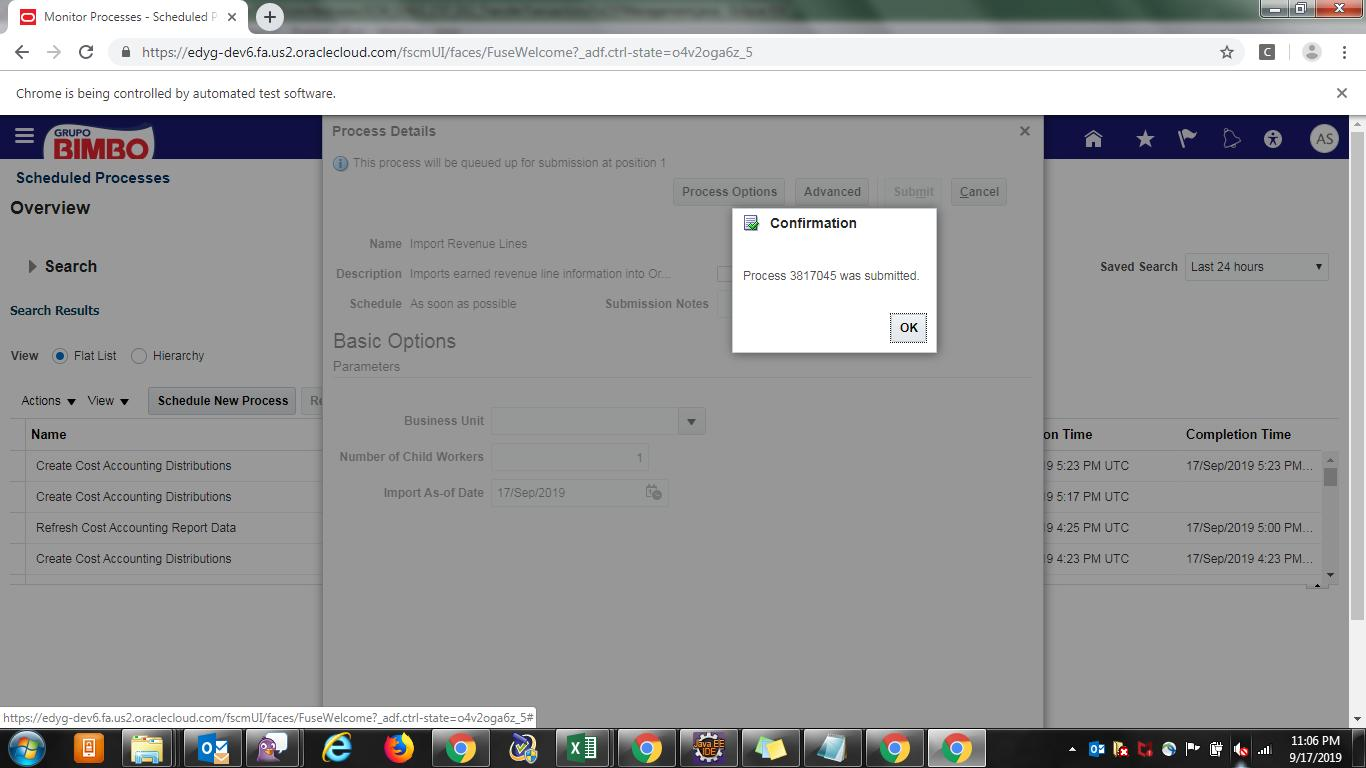 Monitor Processes - Scheduled P
https://edyg-dev6.fa.us2.oraclecloud.com/fscmUI/faces/FuseWelcome?_adf.ctrl-state=o4v2oga6z_5
C
Chrome is being controlled by automated test software.
GRUPO
BIMBO
AS
Process Details
This process will be queued up for submission at position 1
Process Options Advanced Submit Cancel
Scheduled Processes
Overview
Search
Saved Search Last 24 hours
Search Results
View Flat List Hierarchy
Actions View Schedule New Process Re
Name Import Revenue Lines
Description Imports earned revenue line information into Or...
Schedule As soon as possible Submission Notes
Confirmation
Process 3817045 was submitted.
OK
Basic Options
Parameters
Business Unit
Number of Child Workers 1
Import As-of Date 17/Sep/2019
Name on Time Completion Time
Create Cost Accounting Distributions 9 5:23 PM UTC 17/Sep/2019 5:23 PM...
Create Cost Accounting Distributions 9 5:17 PM UTC
Refresh Cost Accounting Report Data 9 4:25 PM UTC 17/Sep/2019 5:00 PM...
Create Cost Accounting Distributions 9 4:23 PM UTC 17/Sep/2019 4:23 PM...
https://edyg-dev6.fa.us2.oraclecloud.com/fscmUI/faces/FuseWelcome?_adf.ctrl-state=o4v2oga6z_5#
Java EE
IDE
11:06 PM
9/17/2019